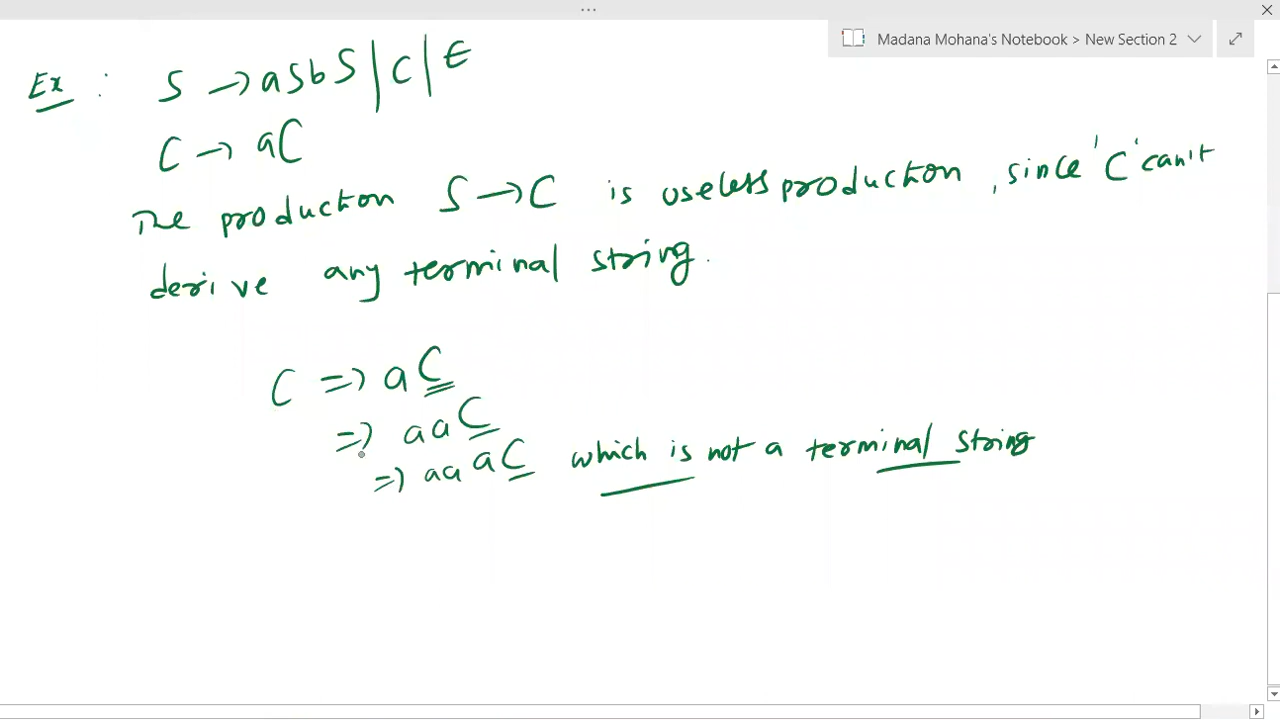 Madana Mohana's Notebook > New Section 2
Ex : S → aSbS | C | ϵ
C → aC
The production S → C is useless production, since 'C' can't
derive any terminal string.
C ⇒ aC
⇒ aaC
⇒ aaaC which is not a terminal string